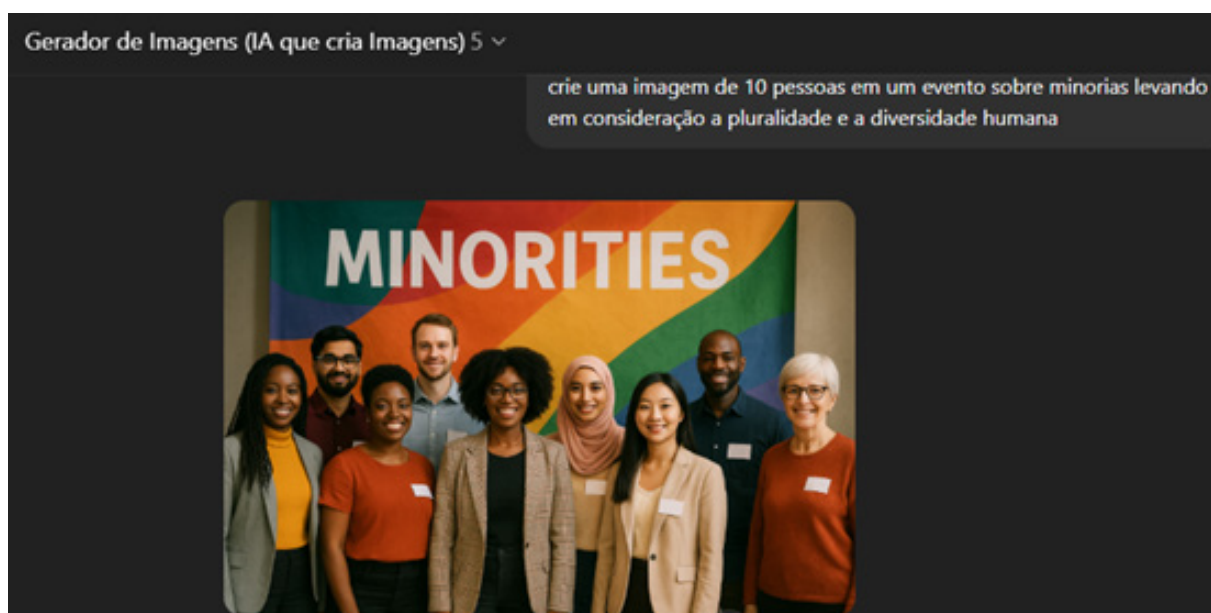 Gerador de Imagens (IA que cria Imagens) 5
crie uma imagem de 10 pessoas em um evento sobre minorias levando
em consideração a pluralidade e a diversidade humana
MINORITIES